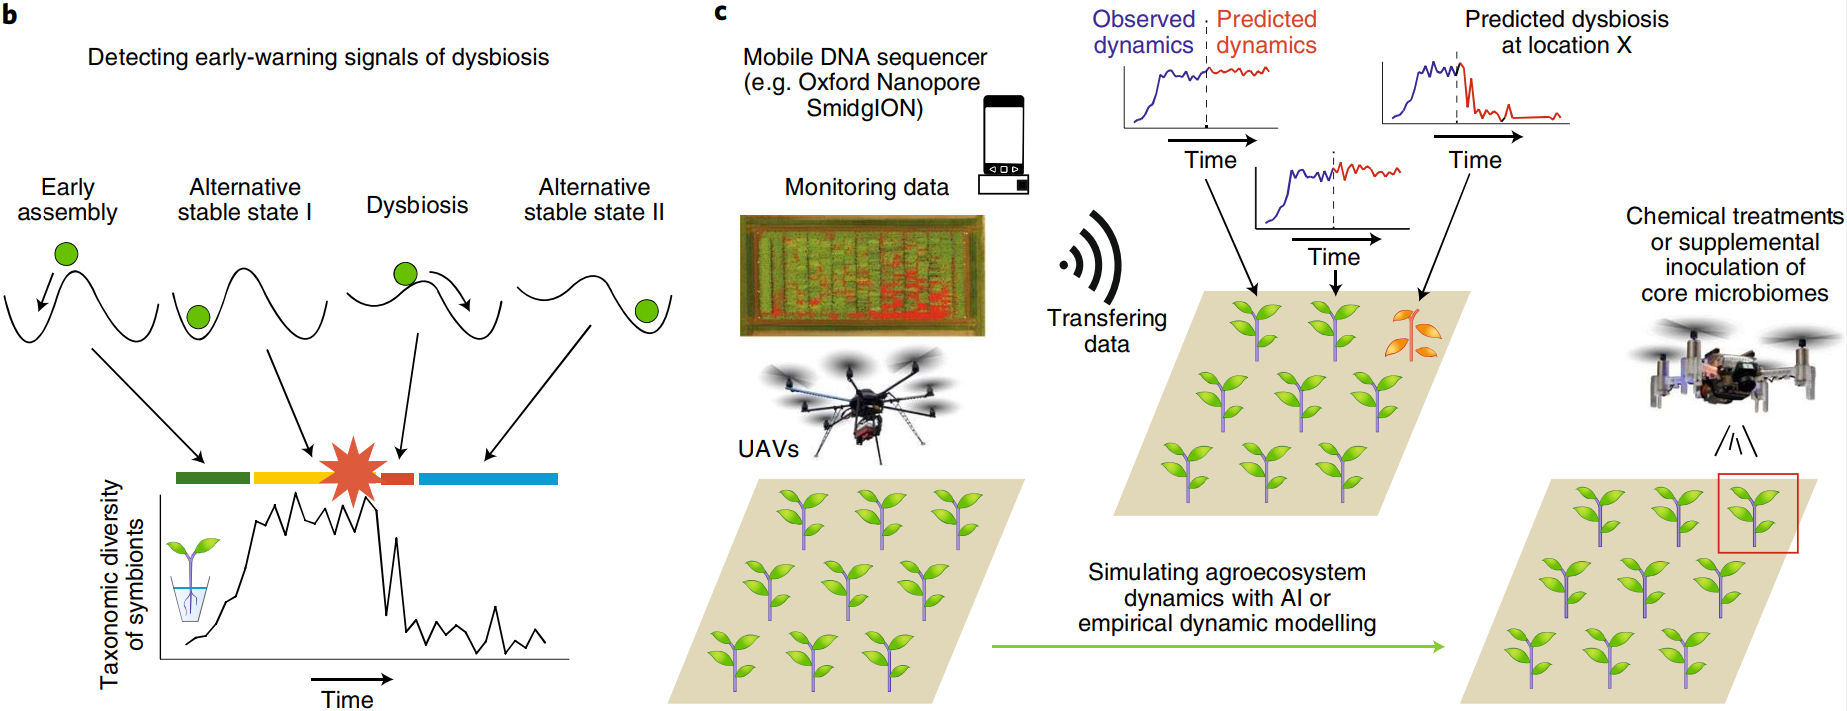 b
Detecting early-warning signals of dysbiosis
Early
assembly
Alternative
stable state I
Dysbiosis
Alternative
stable state II
Taxonomic diversity
of symbionts
Time
c
Mobile DNA sequencer
(e.g. Oxford Nanopore
SmidgION)
Monitoring data
UAVs
Transfering
data
Observed
dynamics
Predicted
dynamics
Time
Time
Predicted dysbiosis
at location X
Time
Chemical treatments
or supplemental
inoculation of
core microbiomes
Simulating agroecosystem
dynamics with AI or
empirical dynamic modelling